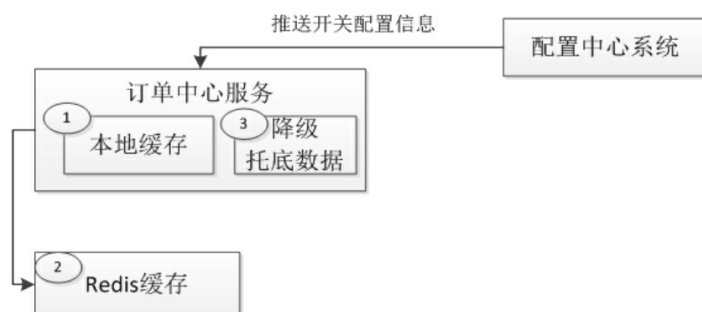 推送开关配置信息
配置中心系统
订单中心服务
1
本地缓存
3
降级
托底数据
2
Redis缓存